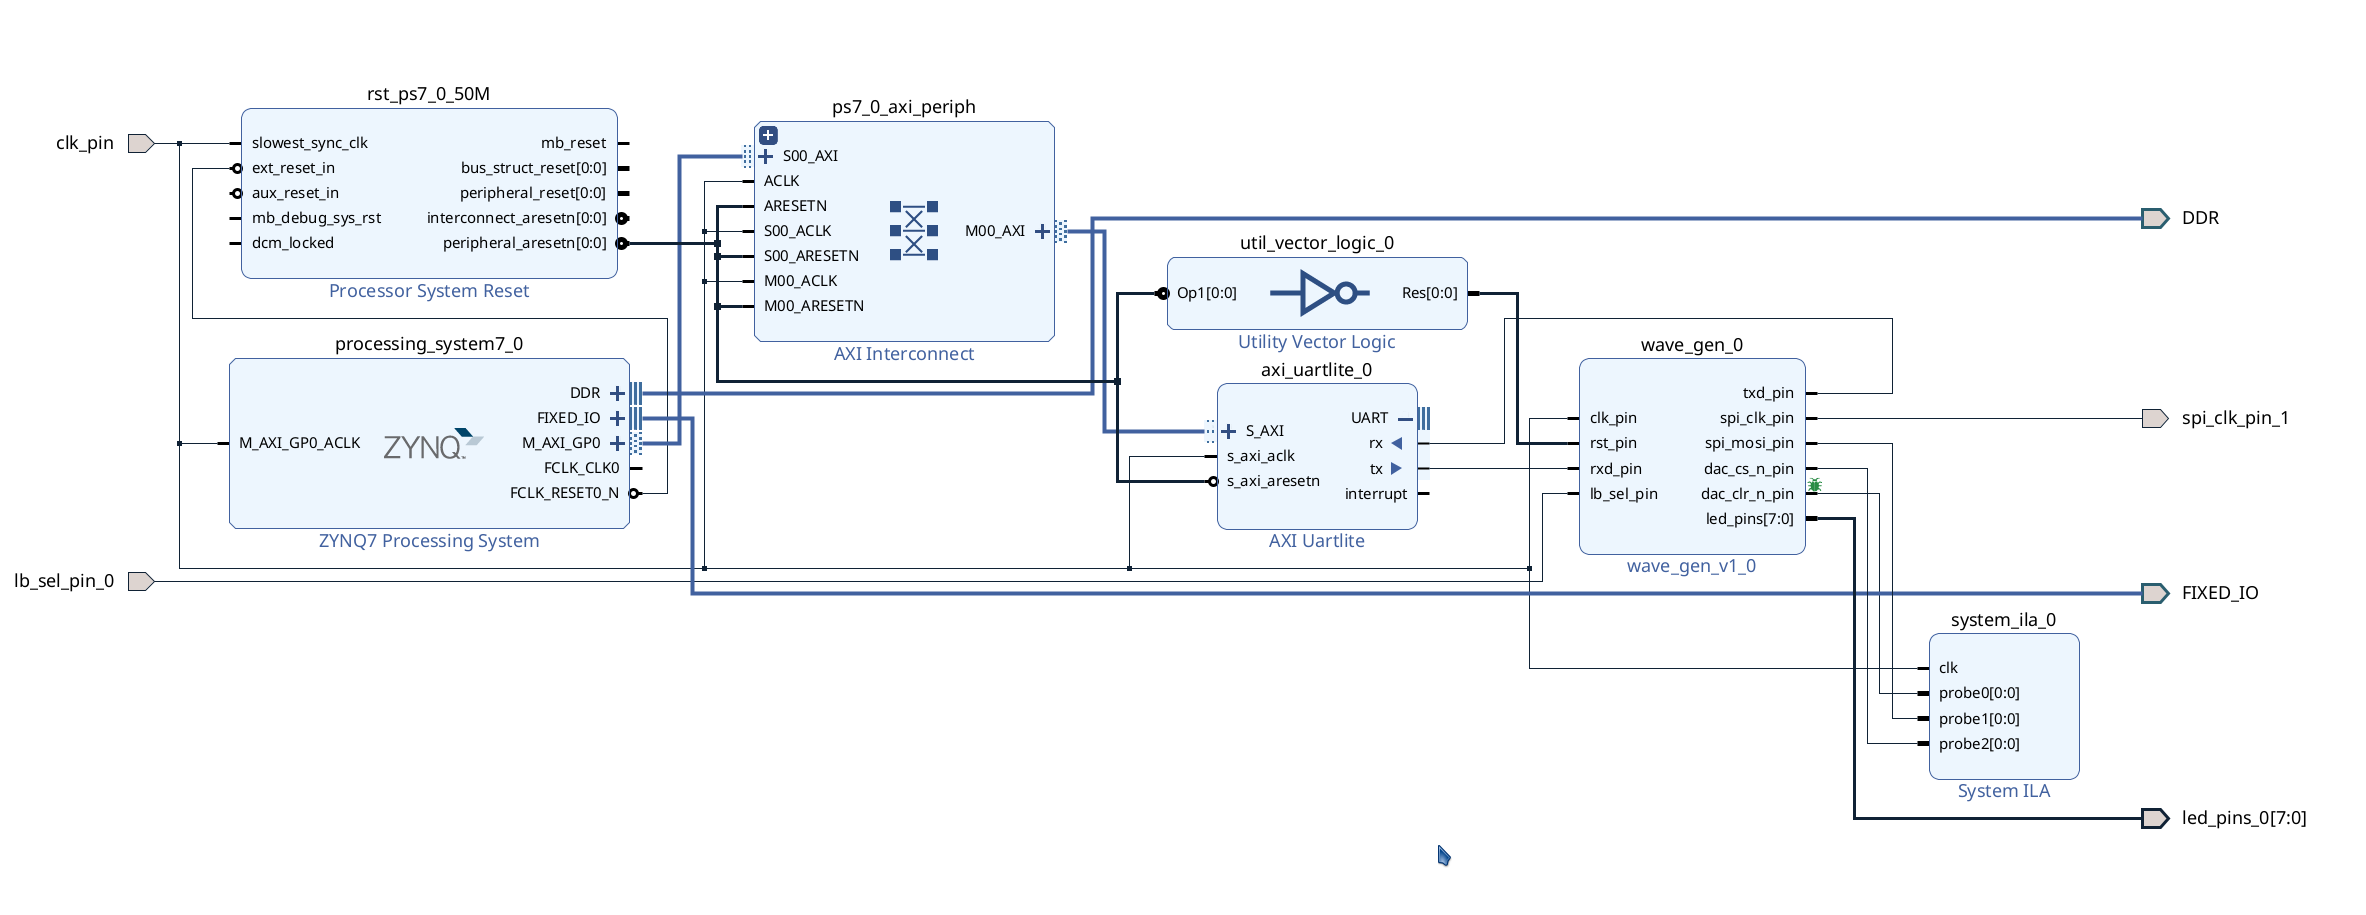 clk_pin
lb_sel_pin_0
rst_ps7_0_50M
slowest_sync_clk
ext_reset_in
aux_reset_in
mb_debug_sys_rst
dcm_locked
mb_reset
bus_struct_reset[0:0]
peripheral_reset[0:0]
interconnect_aresetn[0:0]
peripheral_aresetn[0:0]
Processor System Reset
processing_system7_0
M_AXI_GP0_ACLK
ZYNQ
DDR
FIXED_IO
M_AXI_GP0
FCLK_CLK0
FCLK_RESET0_N
ZYNQ7 Processing System
ps7_0_axi_periph
S00_AXI
ACLK
ARESETN
S00_ACLK
S00_ARESETN
M00_ACLK
M00_ARESETN
M00_AXI
AXI Interconnect
util_vector_logic_0
Op1[0:0]
Res[0:0]
Utility Vector Logic
axi_uartlite_0
S_AXI
s_axi_aclk
s_axi_aresetn
UART
rx
tx
interrupt
AXI Uartlite
wave_gen_0
clk_pin
rst_pin
rxd_pin
lb_sel_pin
txd_pin
spi_clk_pin
spi_mosi_pin
dac_cs_n_pin
dac_clr_n_pin
led_pins[7:0]
wave_gen_v1_0
system_ila_0
clk
probe0[0:0]
probe1[0:0]
probe2[0:0]
System ILA
DDR
spi_clk_pin_1
FIXED_IO
led_pins_0[7:0]